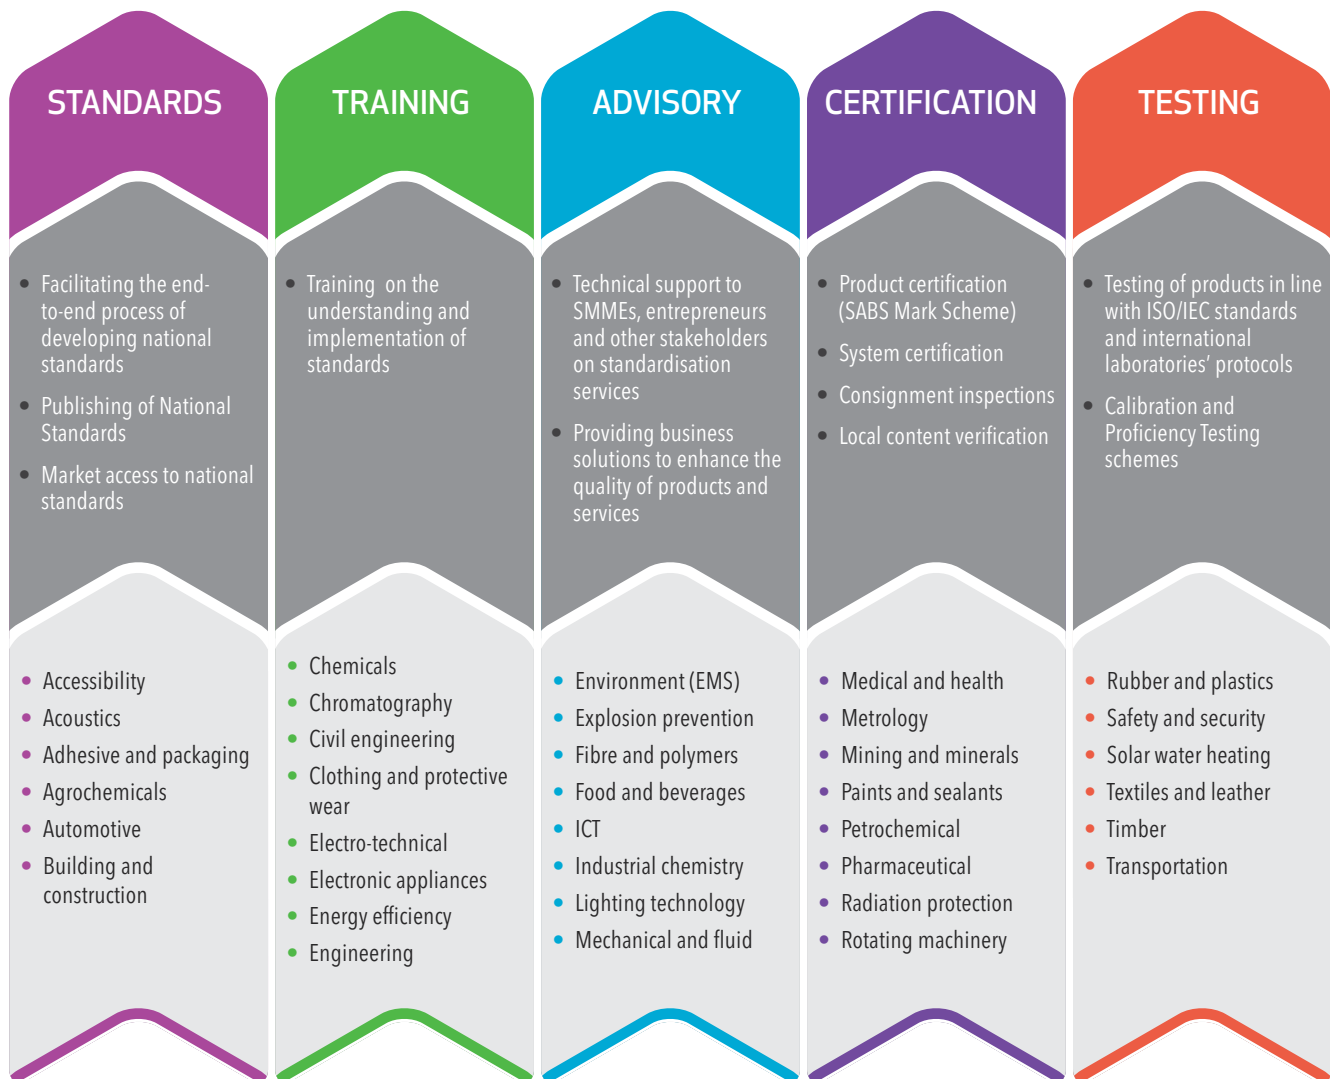 STANDARDS
Facilitating the end-
to-end process of
developing national
standards
Publishing of National
Standards
Market access to national
standards
Accessibility
Acoustics
Adhesive and packaging
Agrochemicals
Automotive
Building and
construction
TRAINING
Training on the
understanding and
implementation of
standards
Chemicals
Chromatography
Civil engineering
Clothing and protective
wear
Electro-technical
Electronic appliances
Energy efficiency
Engineering
ADVISORY
Technical support to
SMMEs, entrepreneurs
and other stakeholders
on standardisation
services
Providing business
solutions to enhance the
quality of products and
services
Environment (EMS)
Explosion prevention
Fibre and polymers
Food and beverages
ICT
Industrial chemistry
Lighting technology
Mechanical and fluid
CERTIFICATION
Product certification
(SABS Mark Scheme)
System certification
Consignment inspections
Local content verification
Medical and health
Metrology
Mining and minerals
Paints and sealants
Petrochemical
Pharmaceutical
Radiation protection
Rotating machinery
TESTING
Testing of products in line
with ISO/IEC standards
and international
laboratories' protocols
Calibration and
Proficiency Testing
schemes
Rubber and plastics
Safety and security
Solar water heating
Textiles and leather
Timber
Transportation